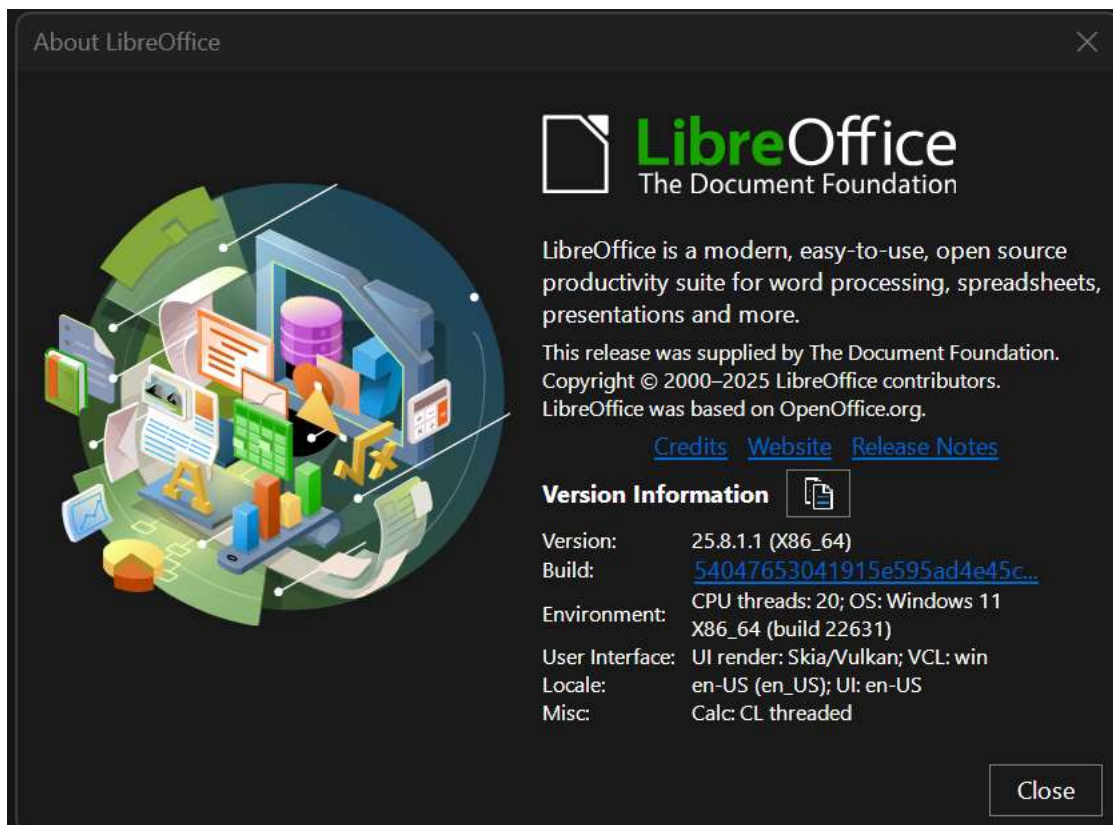 About LibreOffice
LibreOffice
The Document Foundation
LibreOffice is a modern, easy-to-use, open source
productivity suite for word processing, spreadsheets,
presentations and more.
This release was supplied by The Document Foundation.
Copyright © 2000–2025 LibreOffice contributors.
LibreOffice was based on OpenOffice.org.
Credits Website Release Notes
Version Information
Version: 25.8.1.1 (X86_64)
Build: 54047653041915e595ad4e45c...
Environment: CPU threads: 20; OS: Windows 11
X86_64 (build 22631)
User Interface: UI render: Skia/Vulkan; VCL: win
Locale: en-US (en_US); UI: en-US
Misc: Calc: CL threaded
Close